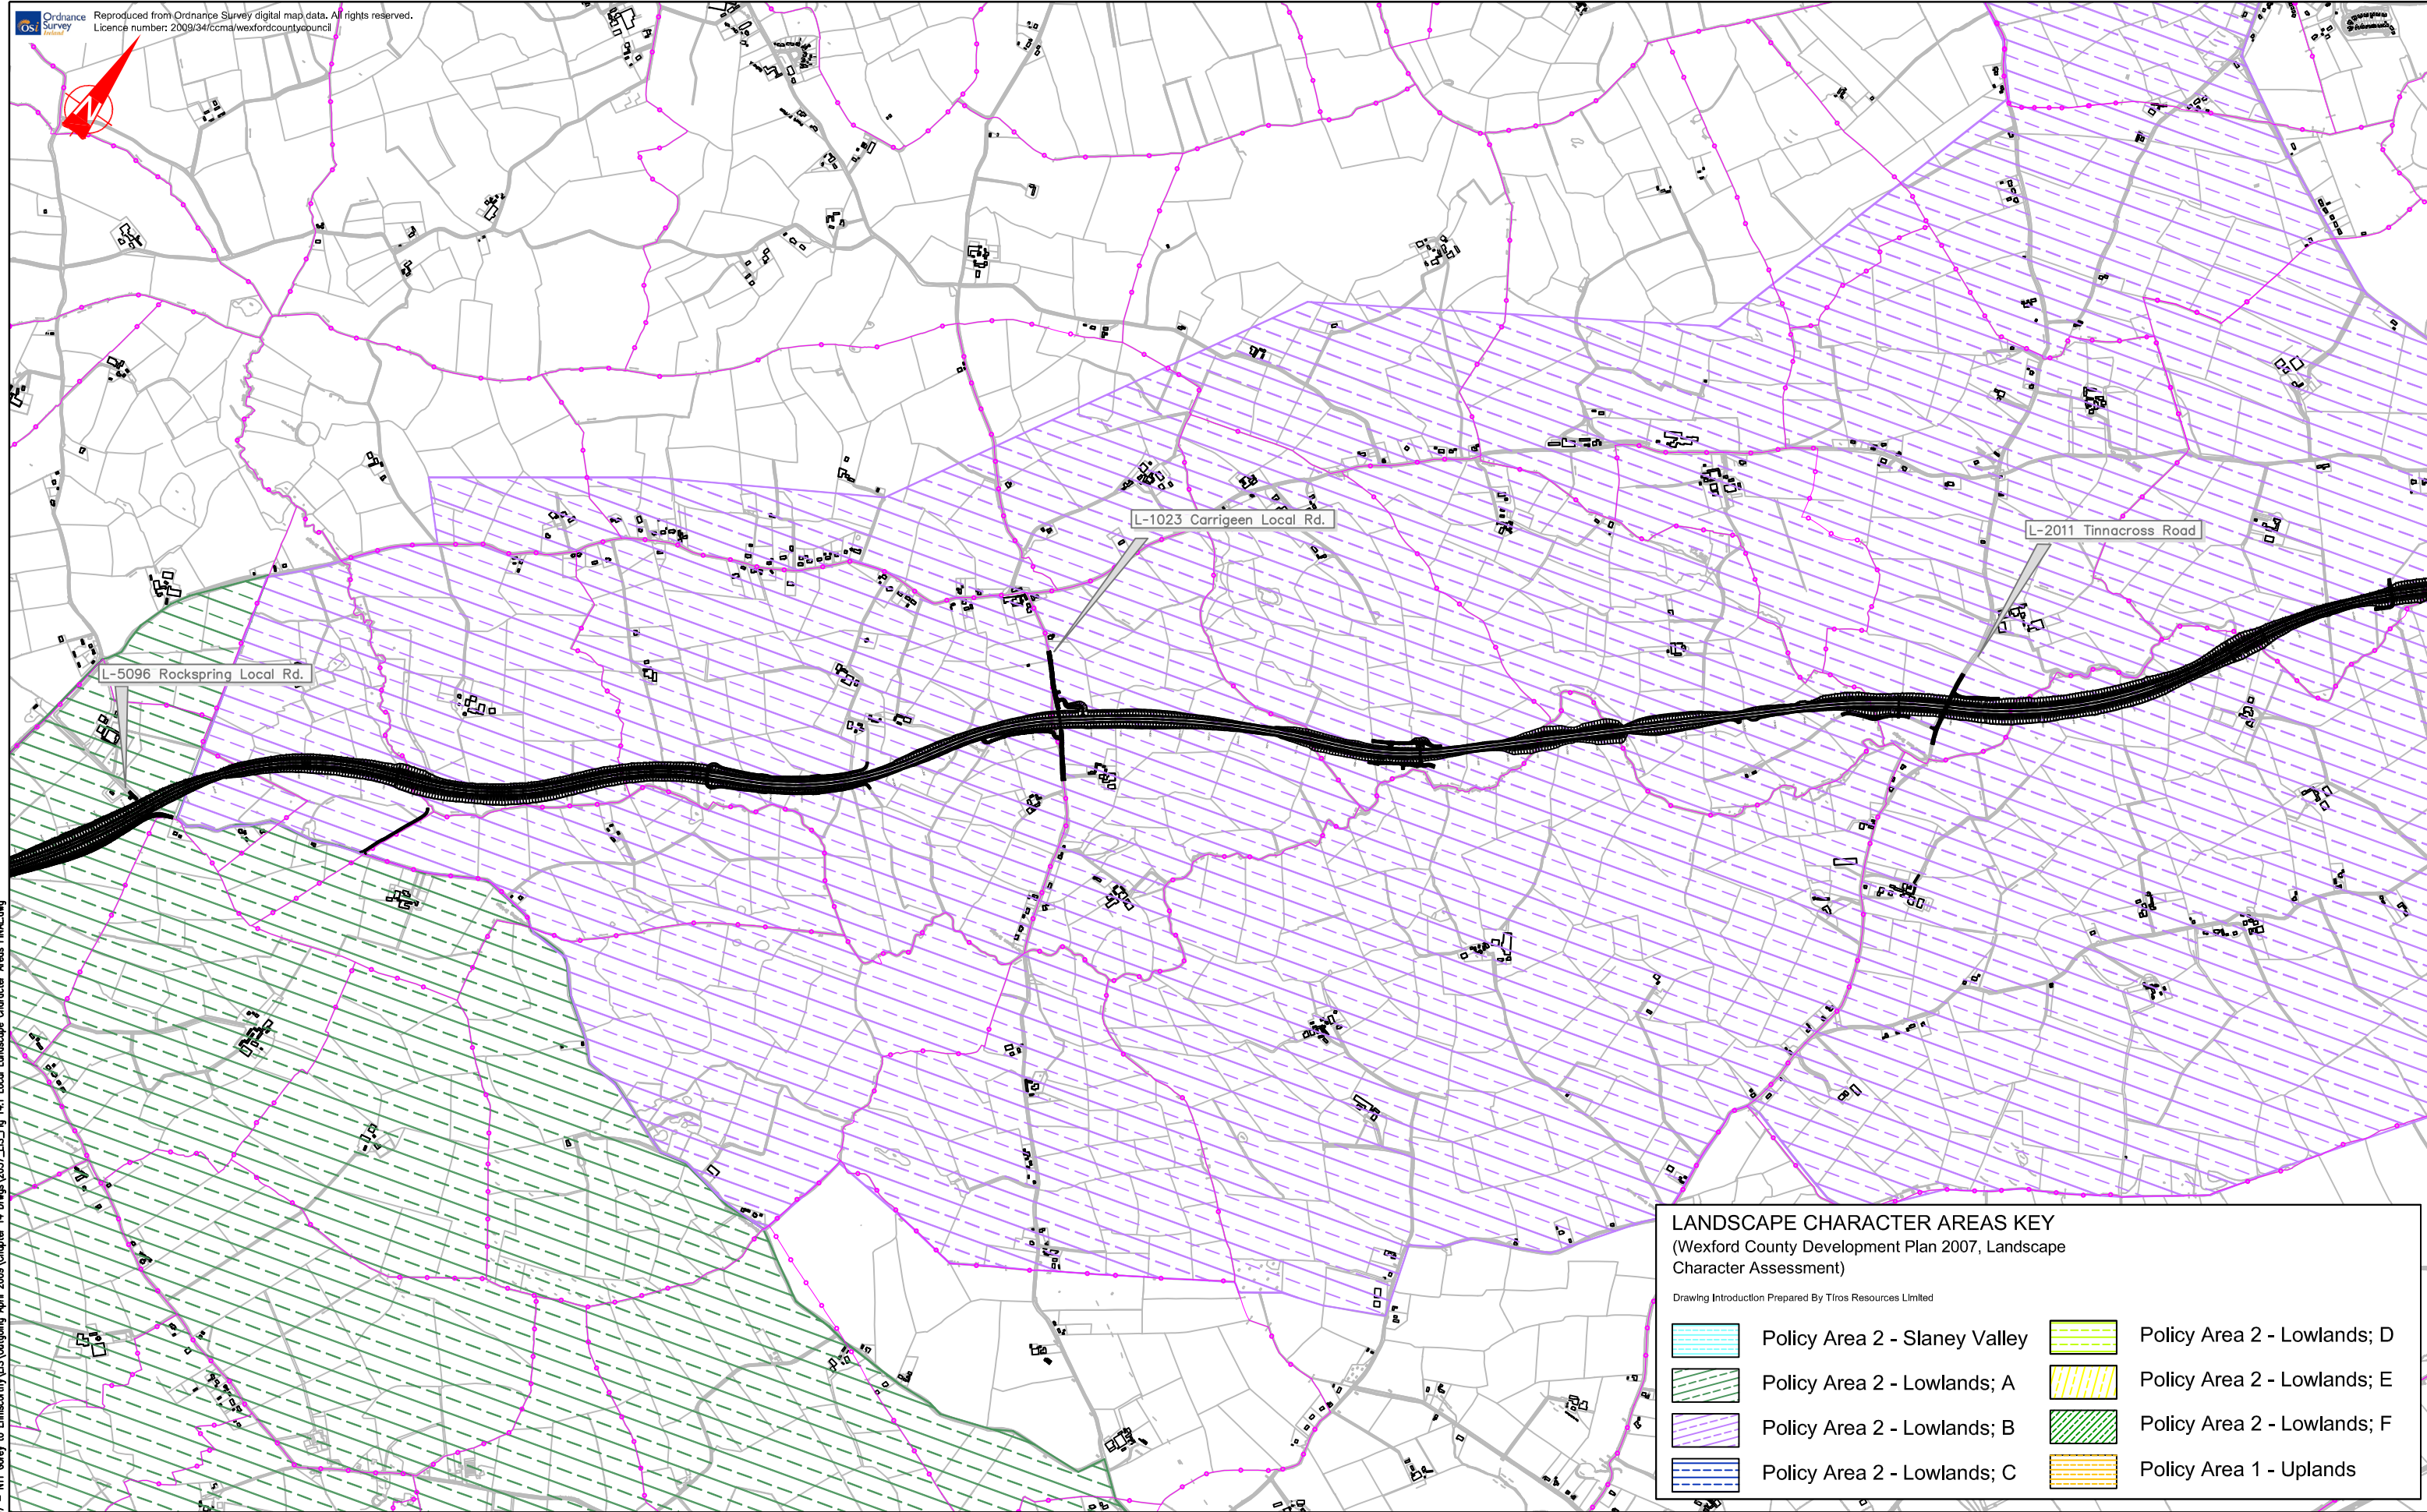 Ordnance
Survey
Ireland
OSi
Reproduced from Ordnance Survey digital map data. All rights reserved.
Licence number: 2009/34/ccma/wexfordcountycouncil
N
L-1023 Carrigeen Local Rd.
L-2011 Tinnacross Road
L-5096 Rockspring Local Rd.
LANDSCAPE CHARACTER AREAS KEY
(Wexford County Development Plan 2007, Landscape
Character Assessment)
Drawing Introduction Prepared By Tiros Resources Limited
Policy Area 2 - Slaney Valley
Policy Area 2 - Lowlands; A
Policy Area 2 - Lowlands; B
Policy Area 2 - Lowlands; C
Policy Area 2 - Lowlands; D
Policy Area 2 - Lowlands; E
Policy Area 2 - Lowlands; F
Policy Area 1 - Uplands